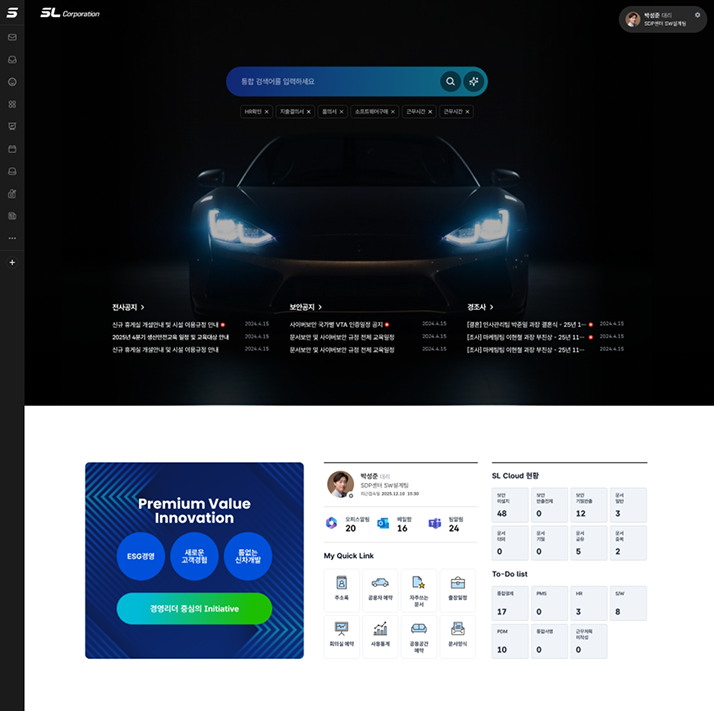 SL Corporation
박성준 대리
SDP센터 SW설계팀
통합 검색어를 입력하세요
HR확인 ×
지출결의서 ×
품의서 ×
소프트웨어구매 ×
근무시간 ×
근무시간 ×
전사공지 >
신규 휴게실 개설안내 및 시설 이용규정 안내 2024.4.15
2025년 4분기 생산안전교육 일정 및 교육대상 안내 2024.4.15
신규 휴게실 개설안내 및 시설 이용규정 안내 2024.4.15
보안공지 >
사이버보안 국가별 VTA 인증일정 공지 2024.4.15
문서보안 및 사이버보안 규정 전체 교육일정 2024.4.15
문서보안 및 사이버보안 규정 전체 교육일정 2024.4.15
경조사 >
[결혼] 인사관리팀 박준일 과장 결혼식 - 25년 1··· 2024.4.15
[조사] 마케팅팀 이현철 과장 부친상 - 25년 11··· 2024.4.15
[조사] 마케팅팀 이현철 과장 부친상 - 25년 11··· 2024.4.15
Premium Value
Innovation
ESG경영
새로운
고객경험
틈없는
신차개발
경영리더 중심의 Initiative
박성준 대리
SDP센터 SW설계팀
최근접속일 2025.12.10 10:30
오피스알림
20
메일함
16
팀알림
24
My Quick Link
주소록
공용차 예약
자주쓰는
문서
출장일정
회의실 예약
사용통계
공용공간
예약
문서양식
SL Cloud 현황
보안
미설치
48
보안
반출진행
0
보안
기밀반출
12
문서
일반
3
문서
대외
0
문서
기밀
0
문서
공유
5
문서
출력
2
To-Do list
통합결재
17
PMS
0
HR
3
S/W
8
PDM
10
통합서명
0
근무계획
미작성
0